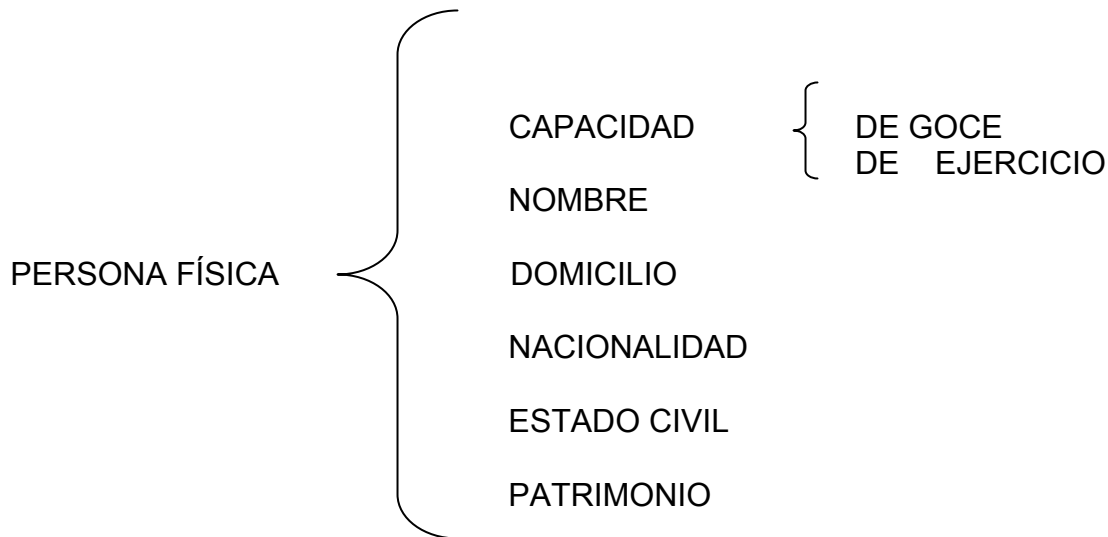 CAPACIDAD DE GOCE
DE EJERCICIO
NOMBRE
PERSONA FÍSICA DOMICILIO
NACIONALIDAD
ESTADO CIVIL
PATRIMONIO